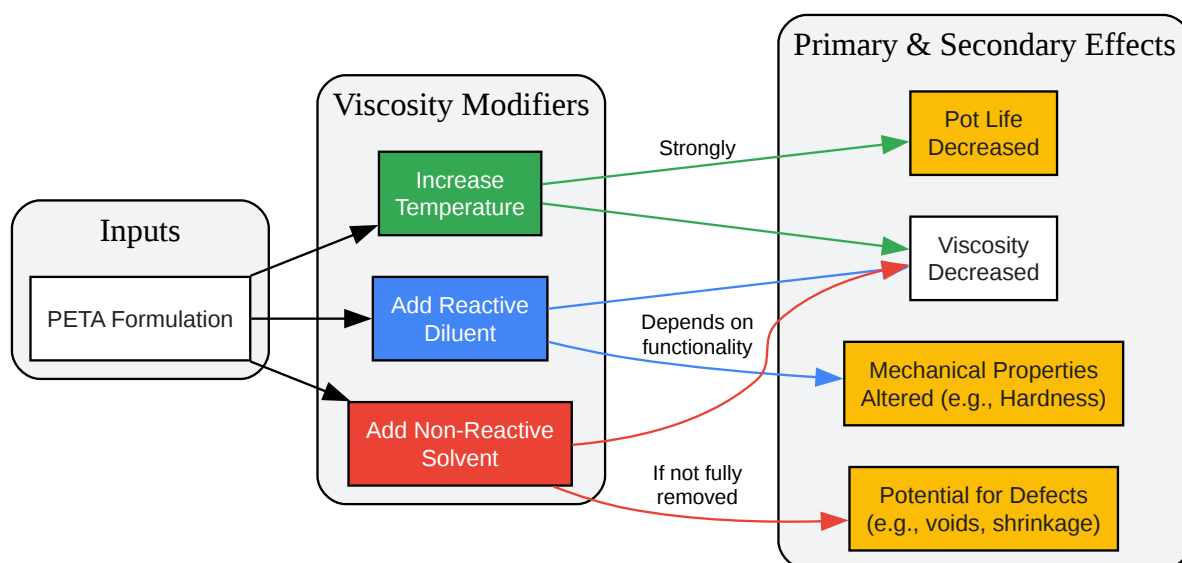 Inputs
PETA Formulation
Viscosity Modifiers
Increase
Temperature
Add Reactive
Diluent
Add Non-Reactive
Solvent
Strongly
Depends on
functionality
If not fully
removed
Primary & Secondary Effects
Pot Life
Decreased
Viscosity
Decreased
Mechanical Properties
Altered (e.g., Hardness)
Potential for Defects
(e.g., voids, shrinkage)